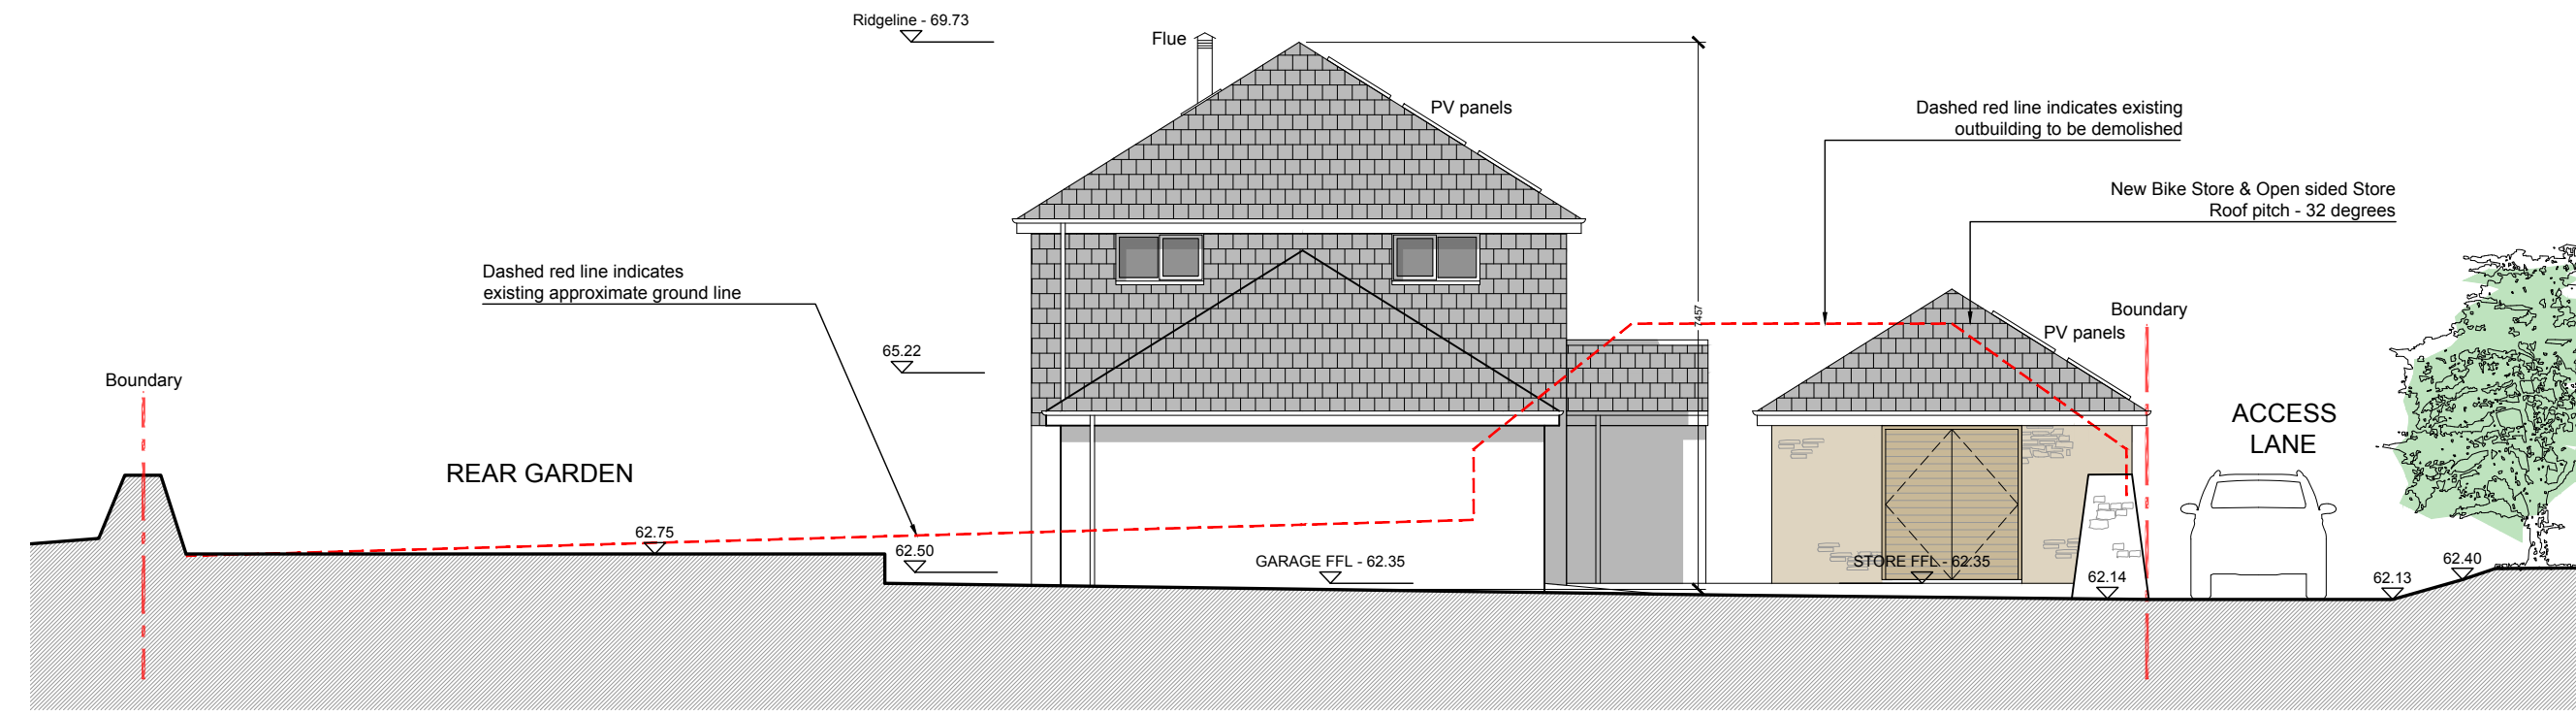 Ridgeline - 69.73
Flue
PV panels
Dashed red line indicates existing
outbuilding to be demolished
New Bike Store & Open sided Store
Roof pitch - 32 degrees
Dashed red line indicates
existing approximate ground line
7457
Boundary
PV panels
65.22
Boundary
ACCESS
LANE
REAR GARDEN
62.75
62.50
GARAGE FFL - 62.35
STORE FFL - 62.35
62.14
62.13
62.40